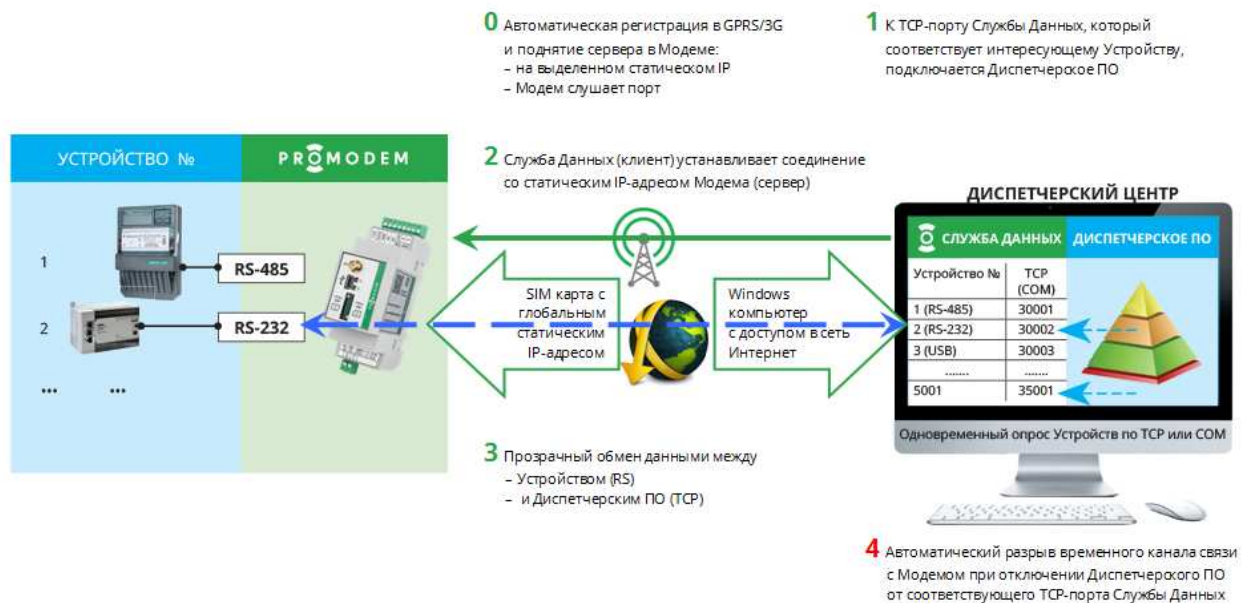 0 Автоматическая регистрация в GPRS/3G
и поднятие сервера в Модеме:
– на выделенном статическом IP
– Модем слушает порт
1 К TCP-порту Службы Данных, который
соответствует интересующему Устройству,
подключается Диспетчерское ПО
УСТРОЙСТВО №
PROMODEM
1
RS-485
2
RS-232
... ...
2 Служба Данных (клиент) устанавливает соединение
со статическим IP-адресом Модема (сервер)
SIM карта с
глобальным
статическим
IP-адресом
Windows
компьютер
с доступом в сеть
Интернет
ДИСПЕТЧЕРСКИЙ ЦЕНТР
СЛУЖБА ДАННЫХ ДИСПЕТЧЕРСКОЕ ПО
Устройство № TCP
(COM)
1 (RS-485) 30001
2 (RS-232) 30002
3 (USB) 30003
....... .......
5001 35001
Одновременный опрос Устройств по TCP или COM
3 Прозрачный обмен данными между
– Устройством (RS)
– и Диспетчерским ПО (TCP)
4 Автоматический разрыв временного канала связи
с Модемом при отключении Диспетчерского ПО
от соответствующего TCP-порта Службы Данных